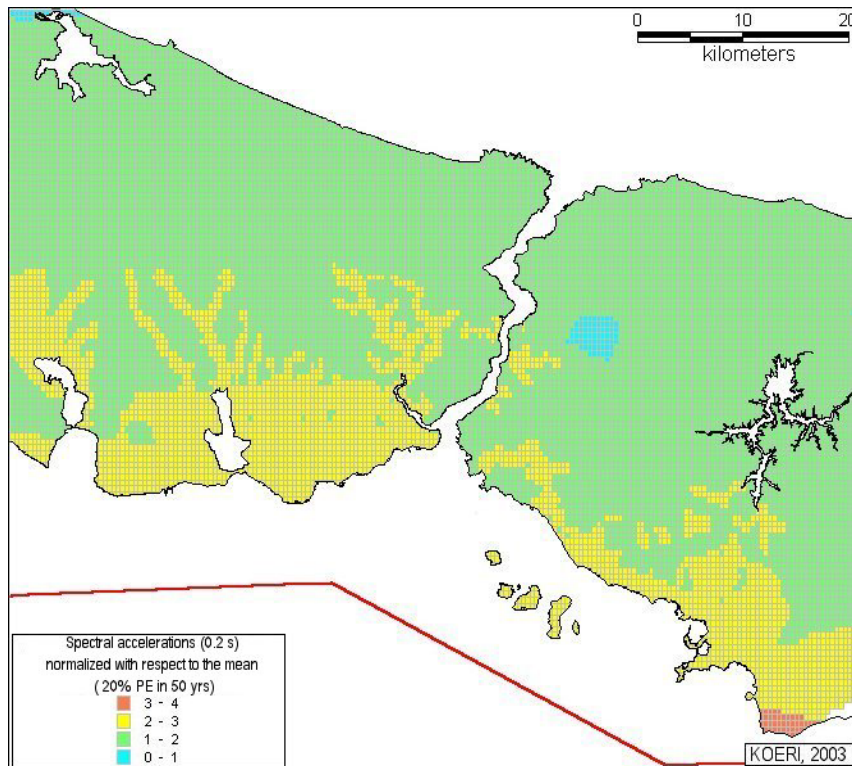 0 10 20
kilometers
Spectral accelerations (0.2 s)
normalized with respect to the mean
( 20% PE in 50 yrs)
3 - 4
2 - 3
1 - 2
0 - 1
KOERI, 2003